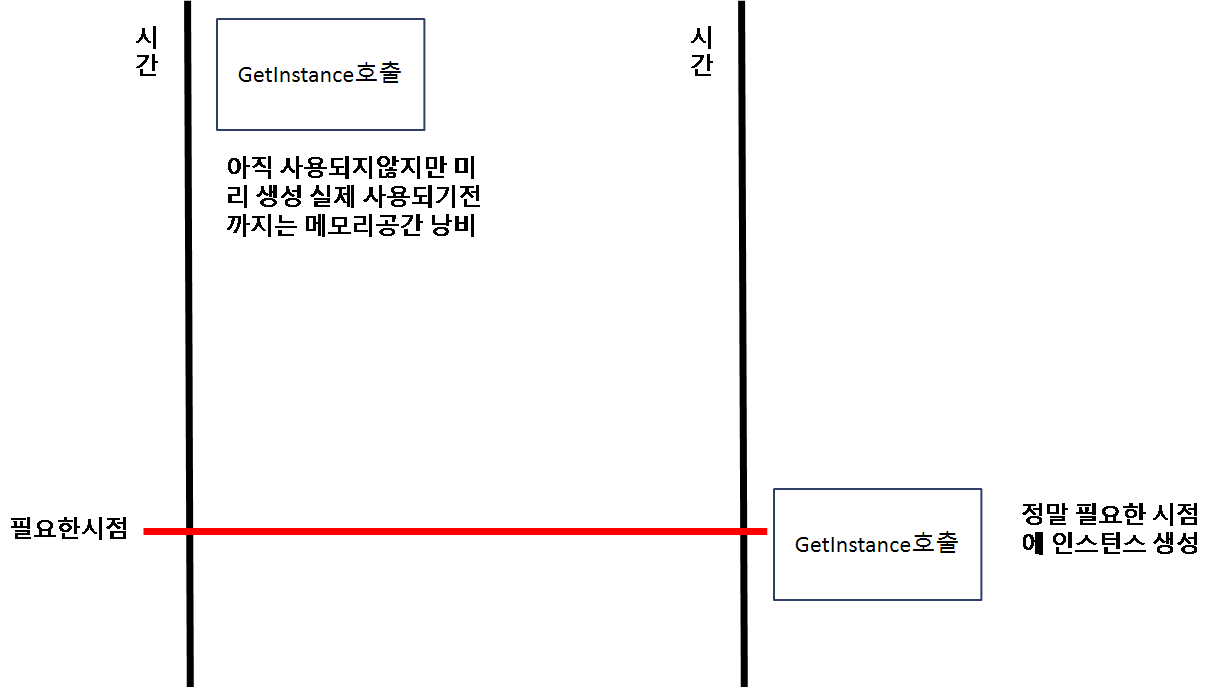 시
간
GetInstance호출
아직 사용되지않지만 미
리 생성 실제 사용되기전
까지는 메모리공간 낭비
시
간
필요한시점
GetInstance호출
정말 필요한 시점
에 인스턴스 생성